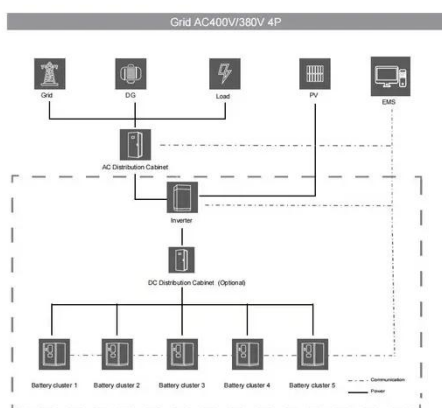 Grid AC400V/380V 4P
Grid
DG
Load
PV
EMS
AC Distribution Cabinet
Inverter
DC Distribution Cabinet (Optional)
Battery cluster 1
Battery cluster 2
Battery cluster 3
Battery cluster 4
Battery cluster 5
Communication
Power